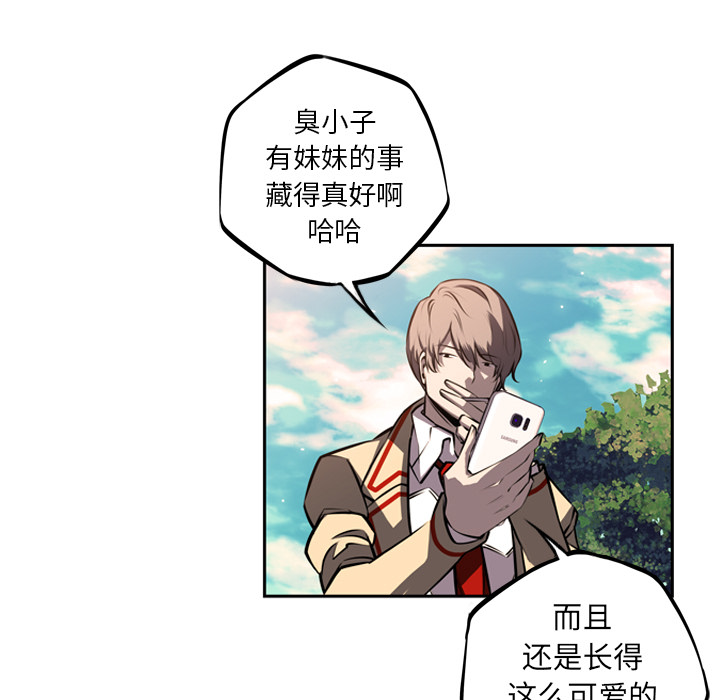 臭小子
有妹妹的事
藏得真好啊
哈哈
SAMSUNG
而且
还是长得
这么可爱的